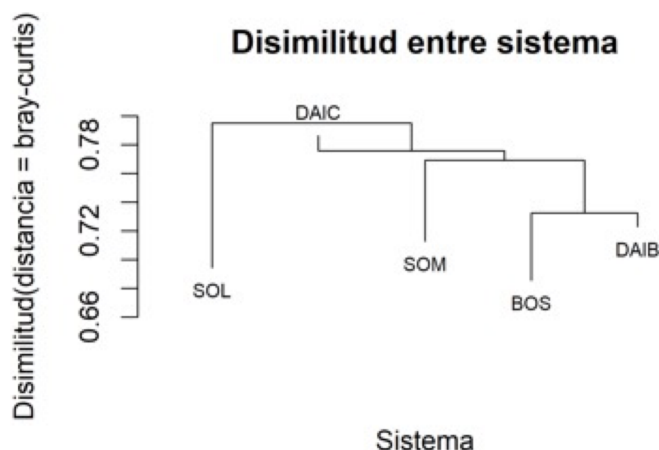 Disimilitud entre sistema
Disimilitud(distancia = bray-curtis)
0.78
0.72
0.66
DAIC
SOL
SOM
BOS
DAIB
Sistema